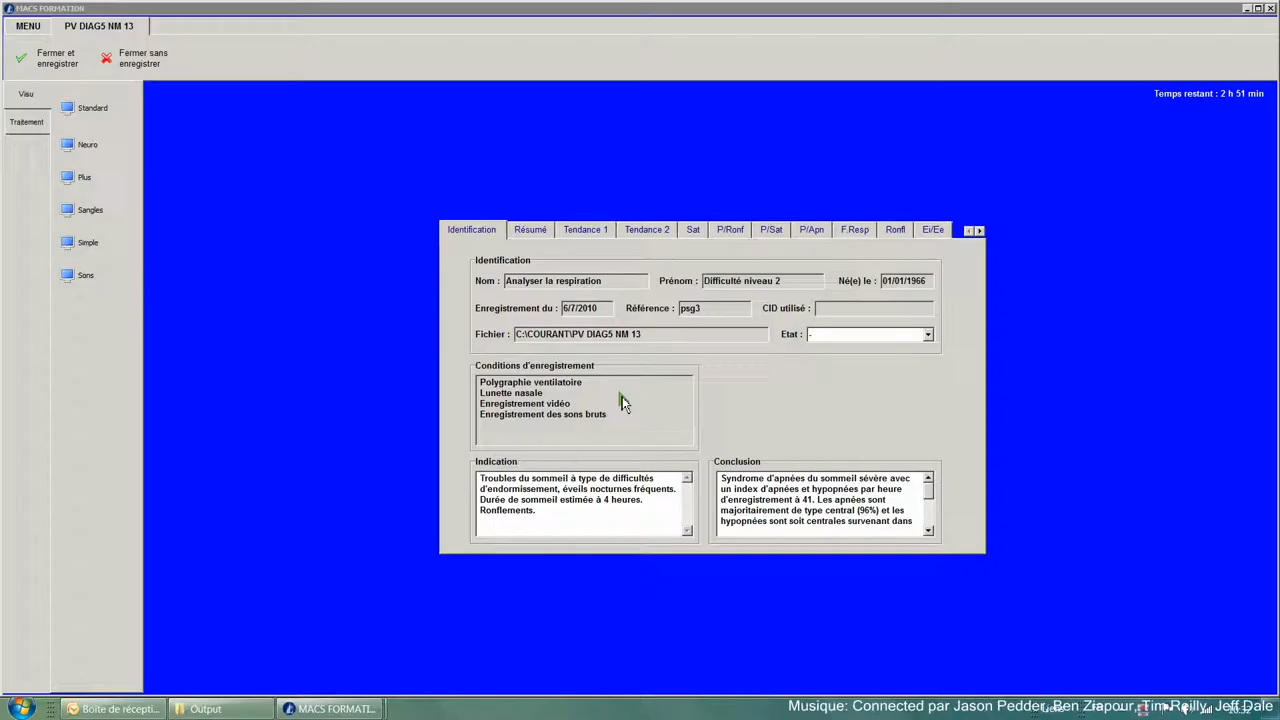 MACS FORMATION
MENU
PV DIAG5 NM 13
Fermer et
enregistrer
Fermer sans
enregistrer
Visu
Traitement
Standard
Neuro
Plus
Sangles
Simple
Sons
Temps restant : 2 h 51 min
Identification
Résumé
Tendance 1
Tendance 2
Sat
P/Ronf
P/Sat
P/Apn
F.Resp
Ronfl
Ei/Ee
Identification
Nom : Analyser la respiration
Prénom : Difficulté niveau 2
Né(e) le : 01/01/1966
Enregistrement du : 6/7/2010
Référence : psg3
CID utilisé :
Fichier : C:\COURANT\PV DIAG5 NM 13
Etat : -
Conditions d'enregistrement
Polygraphie ventilatoire
Lunette nasale
Enregistrement vidéo
Enregistrement des sons bruts
Indication
Troubles du sommeil à type de difficultés
d'endormissement, éveils nocturnes fréquents.
Durée de sommeil estimée à 4 heures.
Ronflements.
Conclusion
Syndrome d'apnées du sommeil sévère avec
un index d'apnées et hypopnées par heure
d'enregistrement à 41. Les apnées sont
majoritairement de type central (96%) et les
hypopnées sont soit centrales survenant dans
Boîte de récepti...
Output
MACS FORMATI...
Musique: Connected par Jason Pedder, Ben Ziapour, Tim Reilly, Jeff Dale